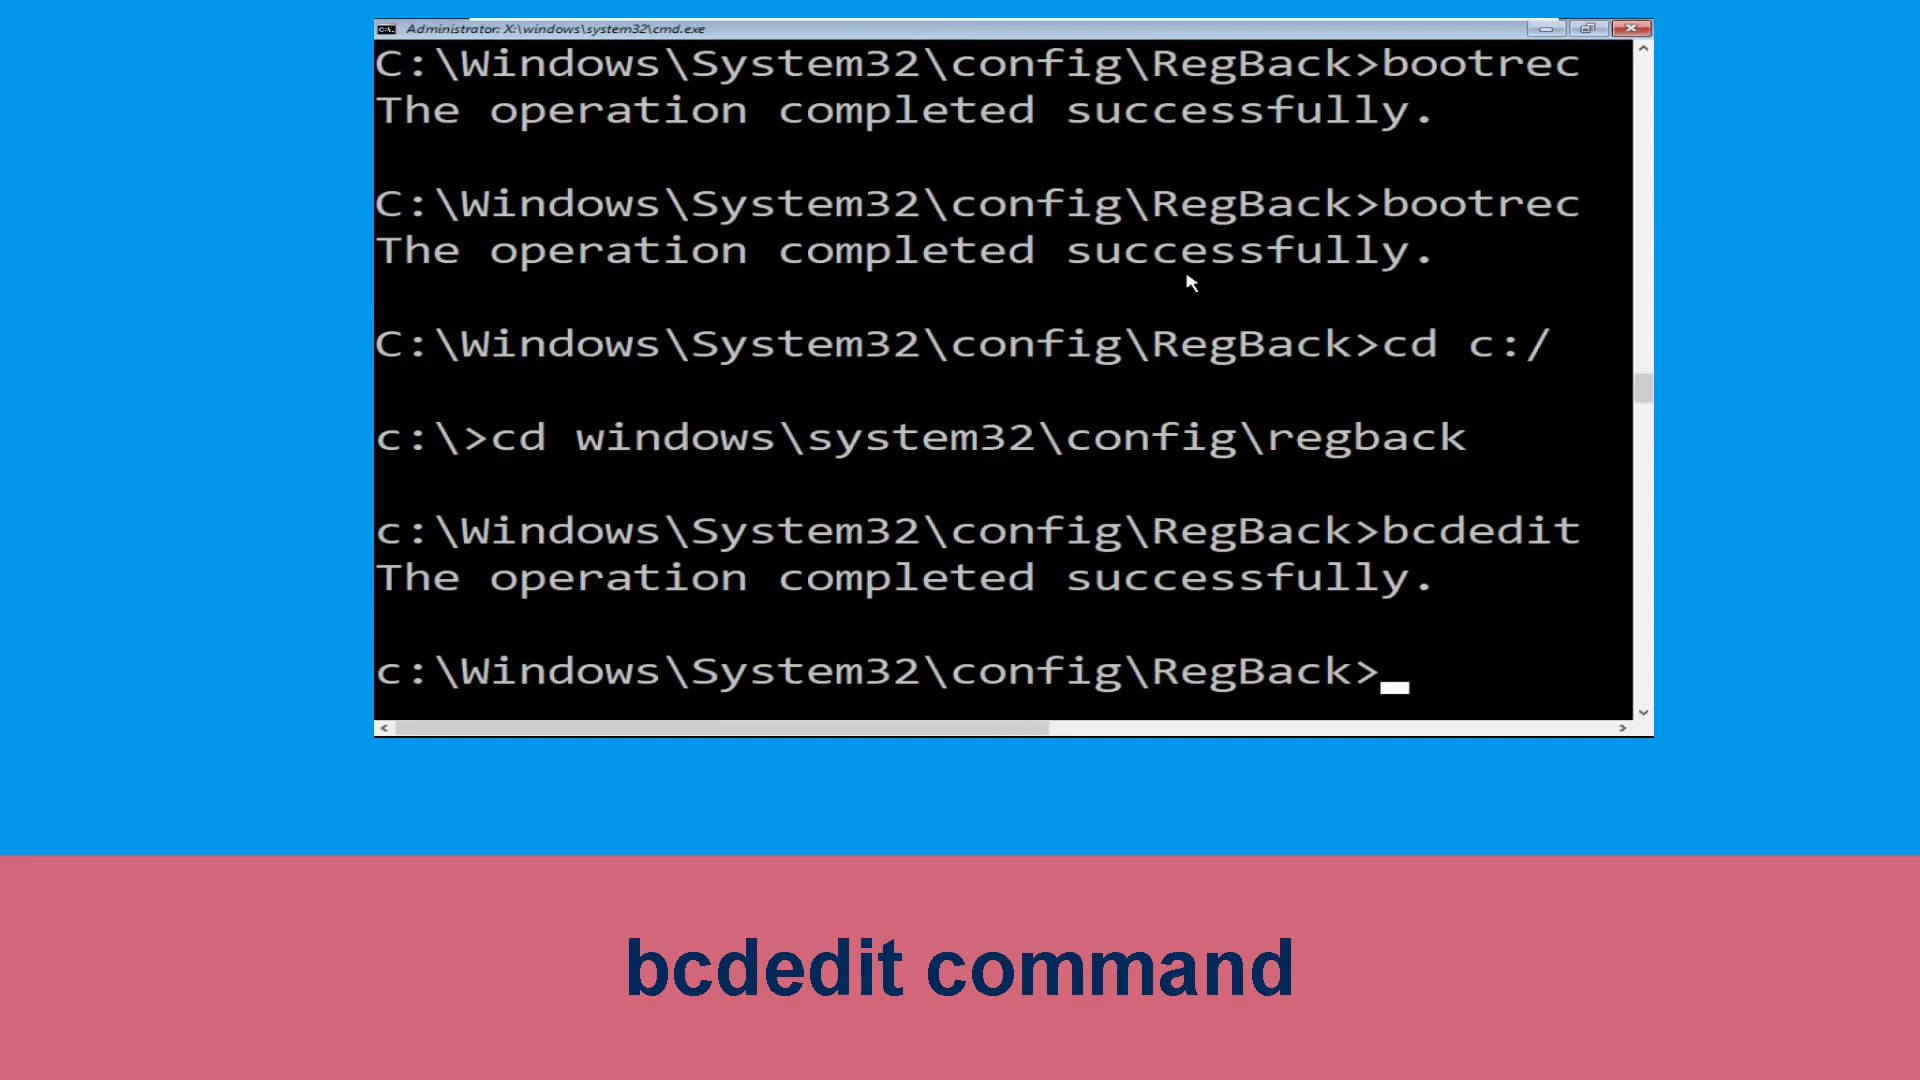 Administrator: X:\windows\system32\cmd.exe
C:\Windows\System32\config\RegBack>bootrec
The operation completed successfully.
C:\Windows\System32\config\RegBack>bootrec
The operation completed successfully.
C:\Windows\System32\config\RegBack>cd c:/
c:\>cd windows\system32\config\regback
c:\Windows\System32\config\RegBack>bcdedit
The operation completed successfully.
c:\Windows\System32\config\RegBack>
bcdedit command